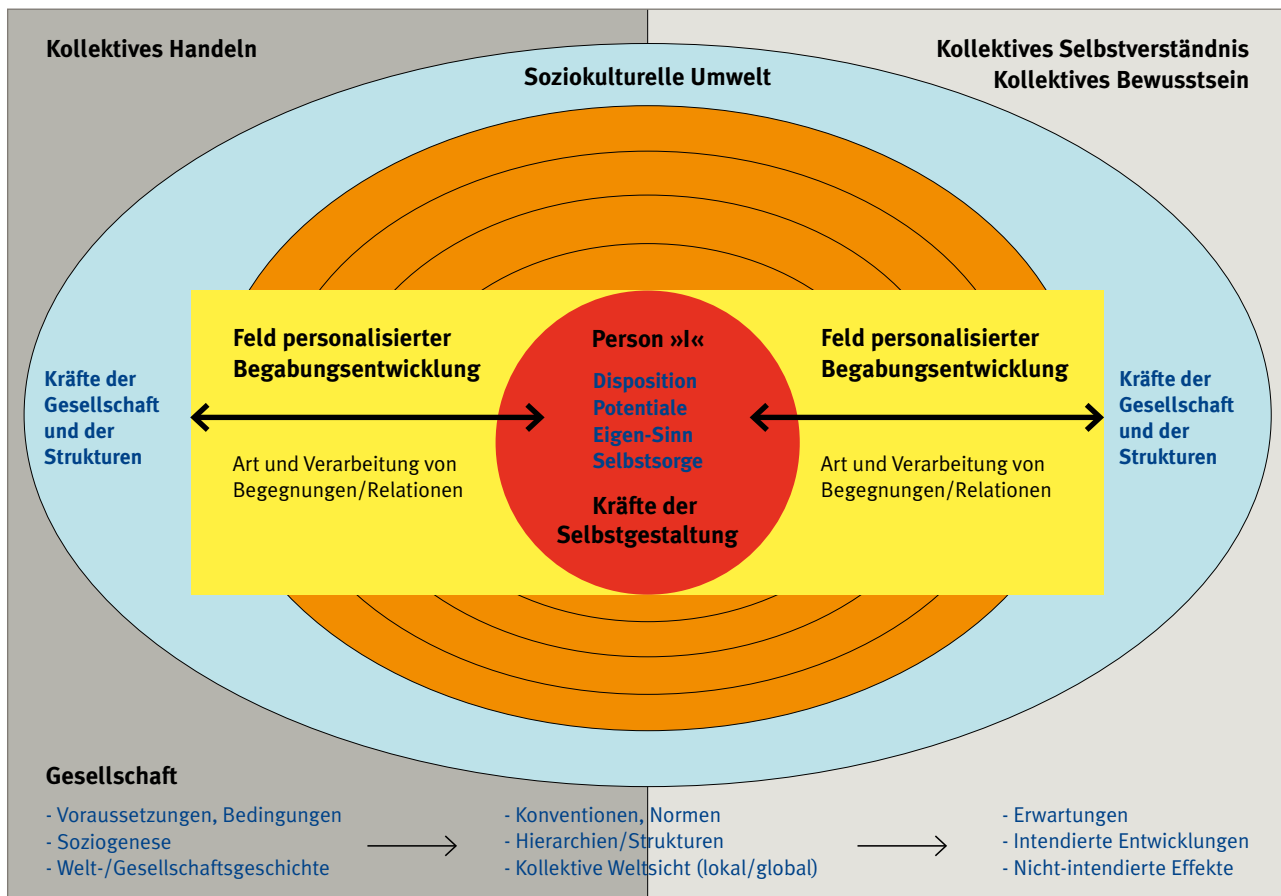 Kollektives Handeln
Kollektives Selbstverständnis
Kollektives Bewusstsein
Soziokulturelle Umwelt
Kräfte der
Gesellschaft
und der
Strukturen
Feld personalisierter
Begabungsentwicklung
Art und Verarbeitung von
Begegnungen/Relationen
Person »I«
Disposition
Potentiale
Eigen-Sinn
Selbstsorge
Kräfte der
Selbstgestaltung
Feld personalisierter
Begabungsentwicklung
Art und Verarbeitung von
Begegnungen/Relationen
Kräfte der
Gesellschaft
und der
Strukturen
Gesellschaft
- Voraussetzungen, Bedingungen
- Soziogenese
- Welt-/Gesellschaftsgeschichte
- Konventionen, Normen
- Hierarchien/Strukturen
- Kollektive Weltsicht (lokal/global)
- Erwartungen
- Intendierte Entwicklungen
- Nicht-intendierte Effekte